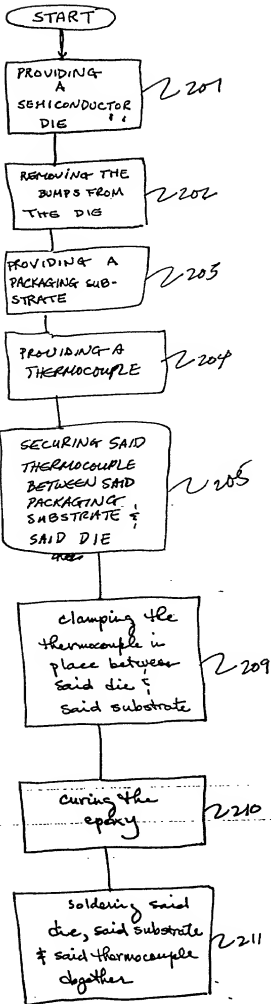 START
PROVIDING
A
SEMICONDUCTOR
DIE
201
REMOVING THE
BUMPS FROM
THE DIE
202
PROVIDING A
PACKAGING SUB-
STRATE
203
PROVIDING A
THERMOCOUPLE
204
SECURING SAID
THERMOCOUPLE
BETWEEN SAID
PACKAGING
SUBSTRATE &
SAID DIE
205
clamping the
thermocouple in
place between
said die &
said substrate
209
curing the
epoxy
210
soldering said
die, said substrate
& said thermocouple
together
211